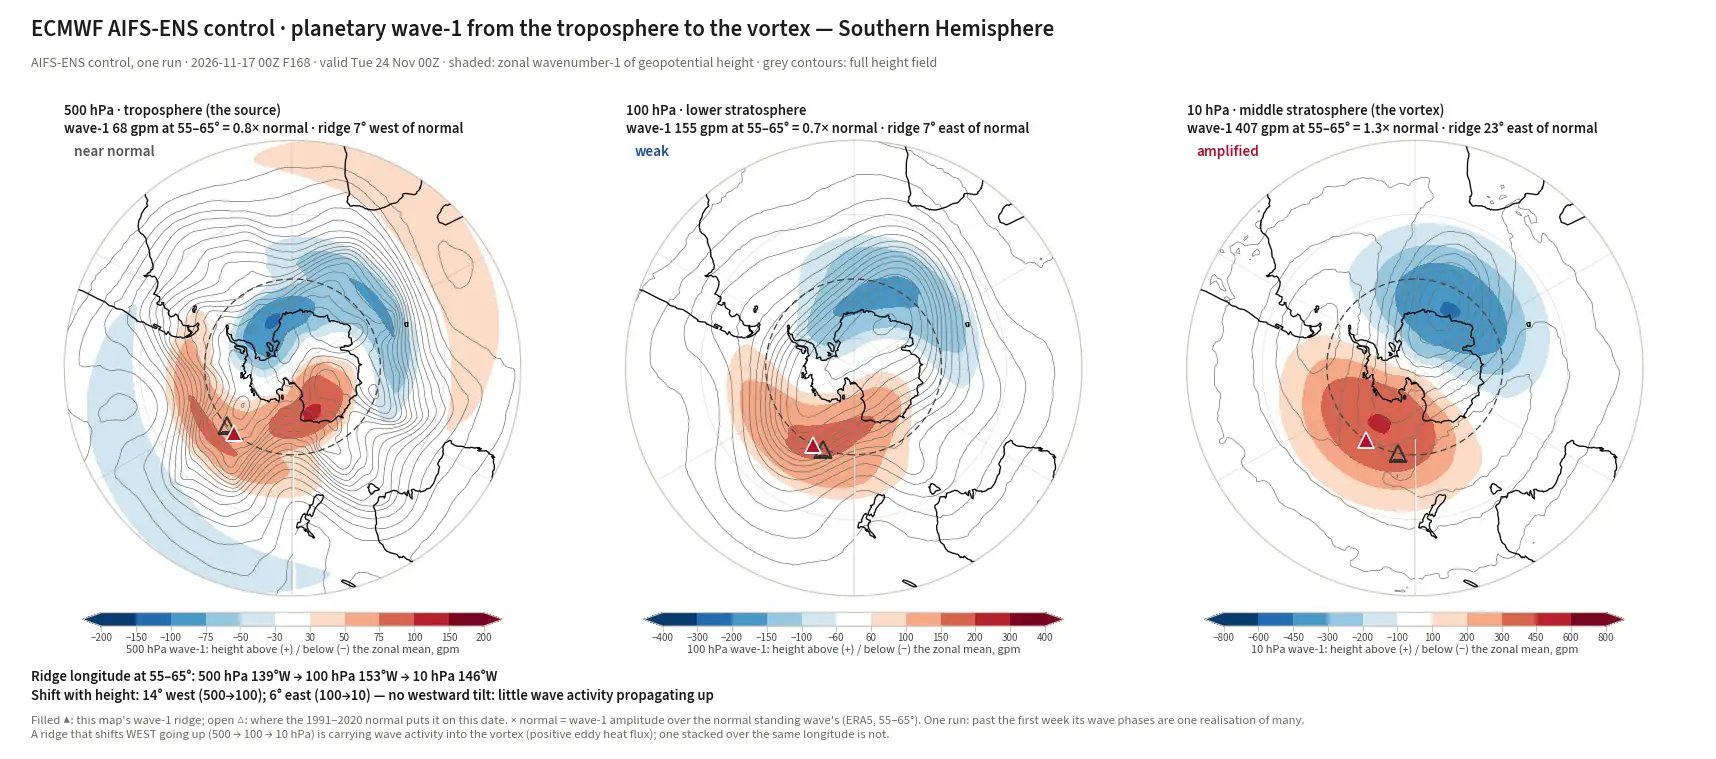 ECMWF AIFS-ENS control · planetary wave-1 from the troposphere to the vortex — Southern Hemisphere
AIFS-ENS control, one run · 2026-11-17 00Z F168 · valid Tue 24 Nov 00Z · shaded: zonal wavenumber-1 of geopotential height · grey contours: full height field
500 hPa · troposphere (the source)
wave-1 68 gpm at 55–65° = 0.8× normal · ridge 7° west of normal
near normal
100 hPa · lower stratosphere
wave-1 155 gpm at 55–65° = 0.7× normal · ridge 7° east of normal
weak
10 hPa · middle stratosphere (the vortex)
wave-1 407 gpm at 55–65° = 1.3× normal · ridge 23° east of normal
amplified
−200 −150 −100 −75 −50 −30 30 50 75 100 150 200
500 hPa wave-1: height above (+) / below (−) the zonal mean, gpm
−400 −300 −200 −150 −100 −60 60 100 150 200 300 400
100 hPa wave-1: height above (+) / below (−) the zonal mean, gpm
−800 −600 −450 −300 −200 −100 100 200 300 450 600 800
10 hPa wave-1: height above (+) / below (−) the zonal mean, gpm
Ridge longitude at 55–65°: 500 hPa 139°W → 100 hPa 153°W → 10 hPa 146°W
Shift with height: 14° west (500→100); 6° east (100→10) — no westward tilt: little wave activity propagating up
Filled ▲: this map's wave-1 ridge; open △: where the 1991–2020 normal puts it on this date. × normal = wave-1 amplitude over the normal standing wave's (ERA5, 55–65°). One run: past the first week its wave phases are one realisation of many.
A ridge that shifts WEST going up (500 → 100 → 10 hPa) is carrying wave activity into the vortex (positive eddy heat flux); one stacked over the same longitude is not.